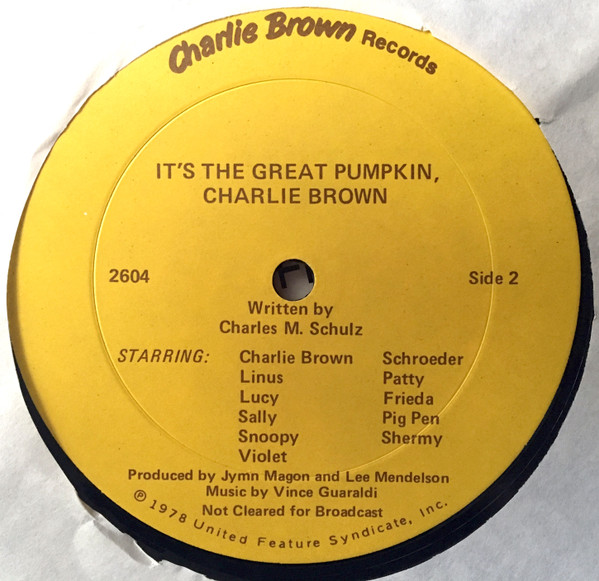 Charlie Brown Records
IT'S THE GREAT PUMPKIN,
CHARLIE BROWN
2604
Side 2
Written by
Charles M. Schulz
STARRING: Charlie Brown Schroeder
Linus Patty
Lucy Frieda
Sally Pig Pen
Snoopy Shermy
Violet
Produced by Jymn Magon and Lee Mendelson
Music by Vince Guaraldi
Not Cleared for Broadcast
℗ 1978 United Feature Syndicate, Inc.